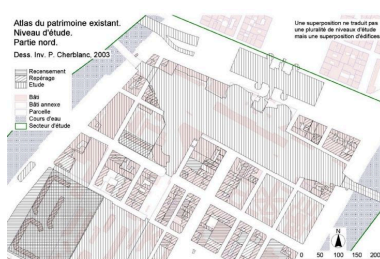 Atlas du patrimoine existant.
Niveau d'étude.
Partie nord.
Dess. Inv. P. Cherblanc, 2003
Une superposition ne traduit pas
une pluralité de niveaux d'étude
mais une superposition d'édifices
Recensement
Repérage
Etude
Bâti
Bâti annexe
Parcelle
Cours d'eau
Secteur d'étude
N
0 50 100 150 200